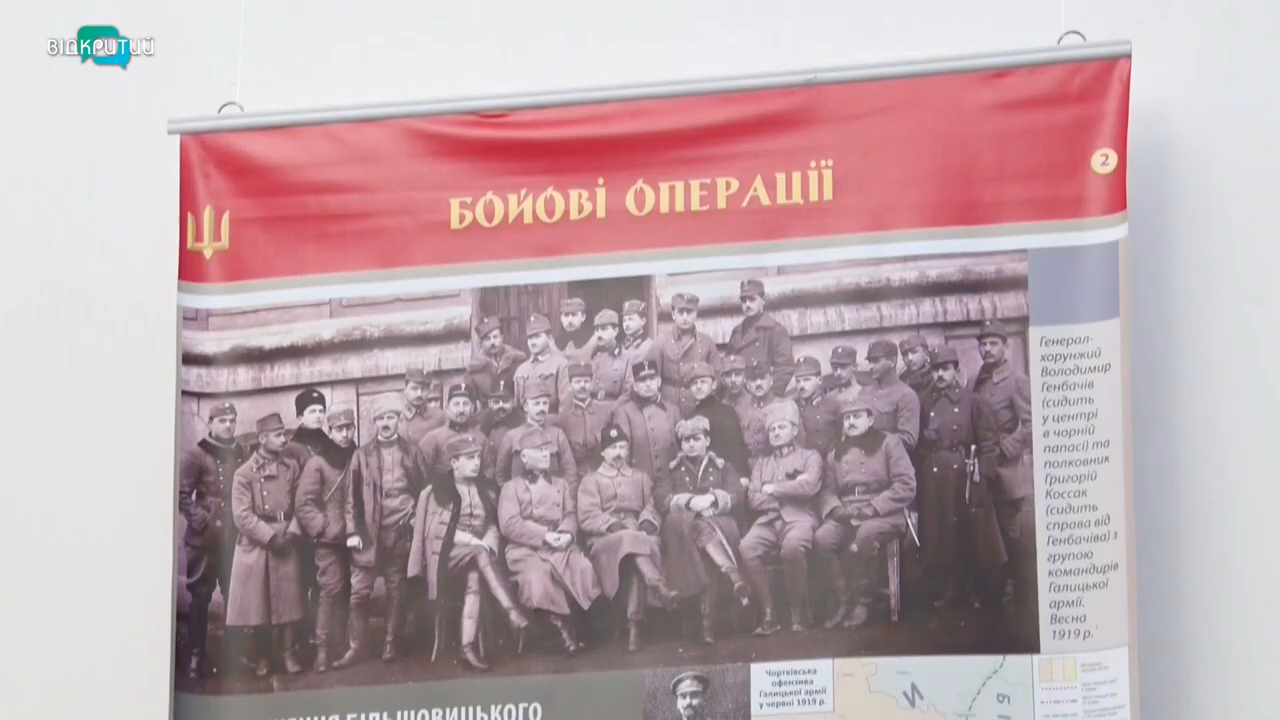 ВІДКРИТИЙ
2
БОЙОВІ ОПЕРАЦІЇ
Генерал-
хорунжий
Володимир
Генбачів
(сидить
у центрі
в чорній
папасі) та
полковник
Григорій
Коссак
(сидить
справа від
Генбачіва) з
групою
командирів
Галицької
армії.
Весна
1919 р.
Чортківська
офензива
Галицької армії
у червні 1919 р.
И
БІЛЬШОВИЦЬКОГО